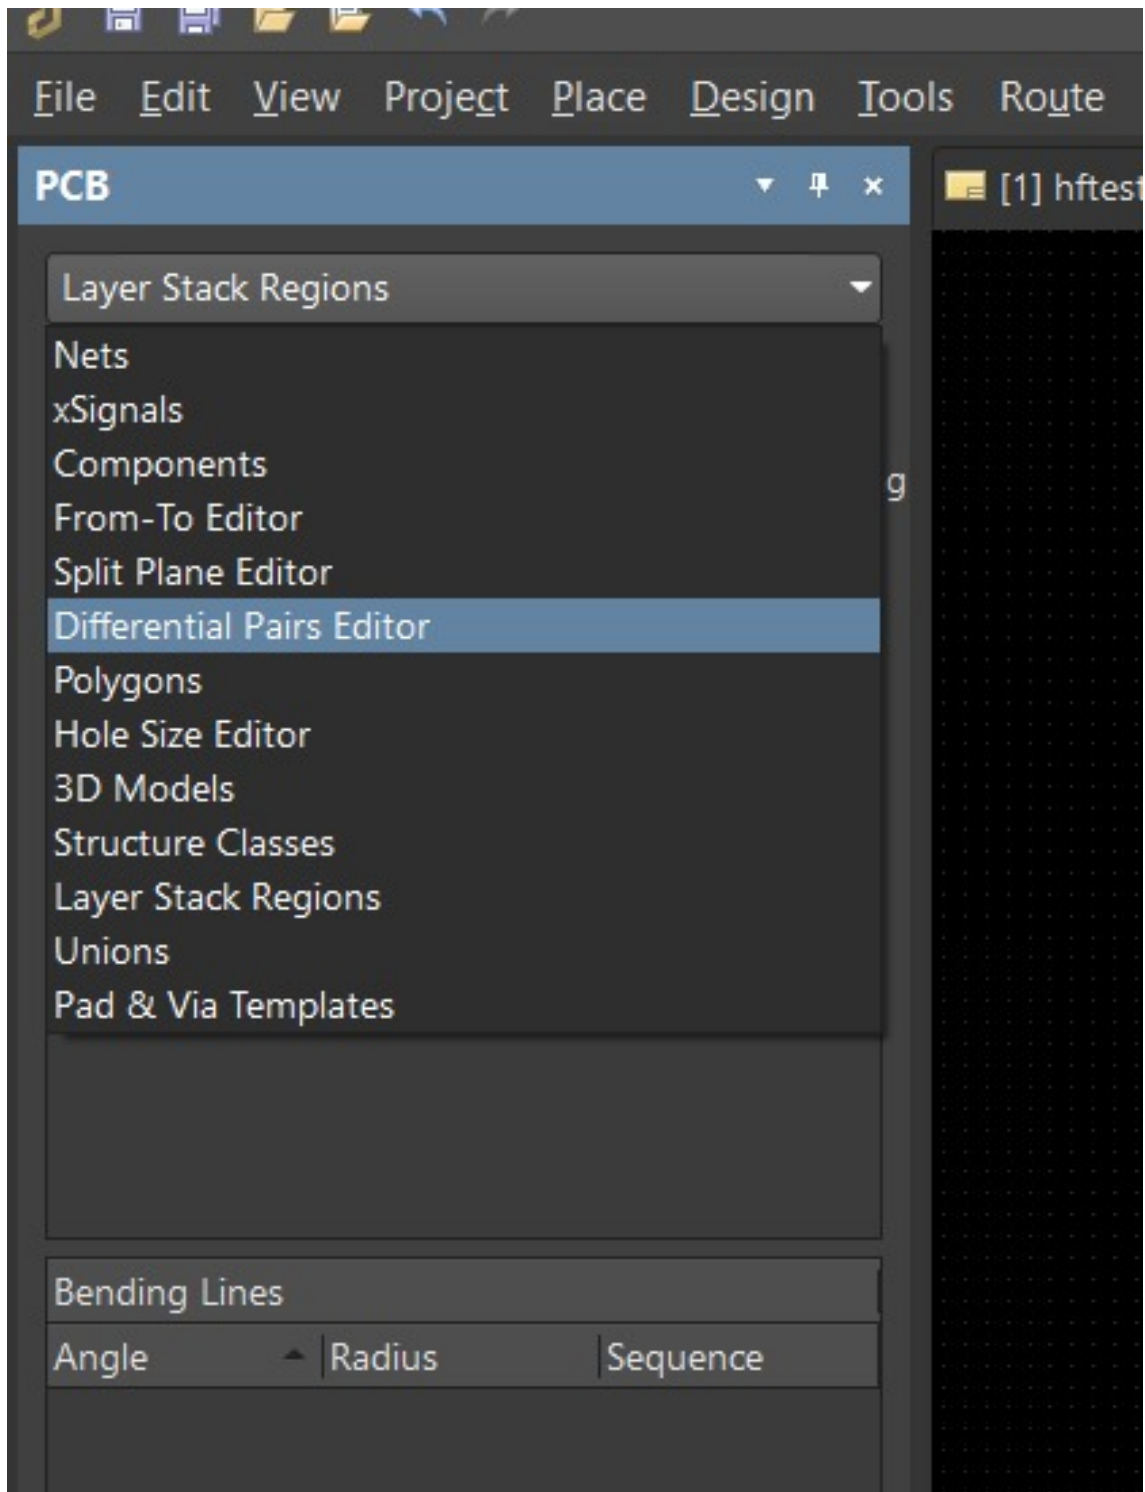 File Edit View Project Place Design Tools Route
PCB
[1] hftest
Layer Stack Regions
Nets
xSignals
Components
g
From-To Editor
Split Plane Editor
Differential Pairs Editor
Polygons
Hole Size Editor
3D Models
Structure Classes
Layer Stack Regions
Unions
Pad & Via Templates
Bending Lines
Angle Radius Sequence